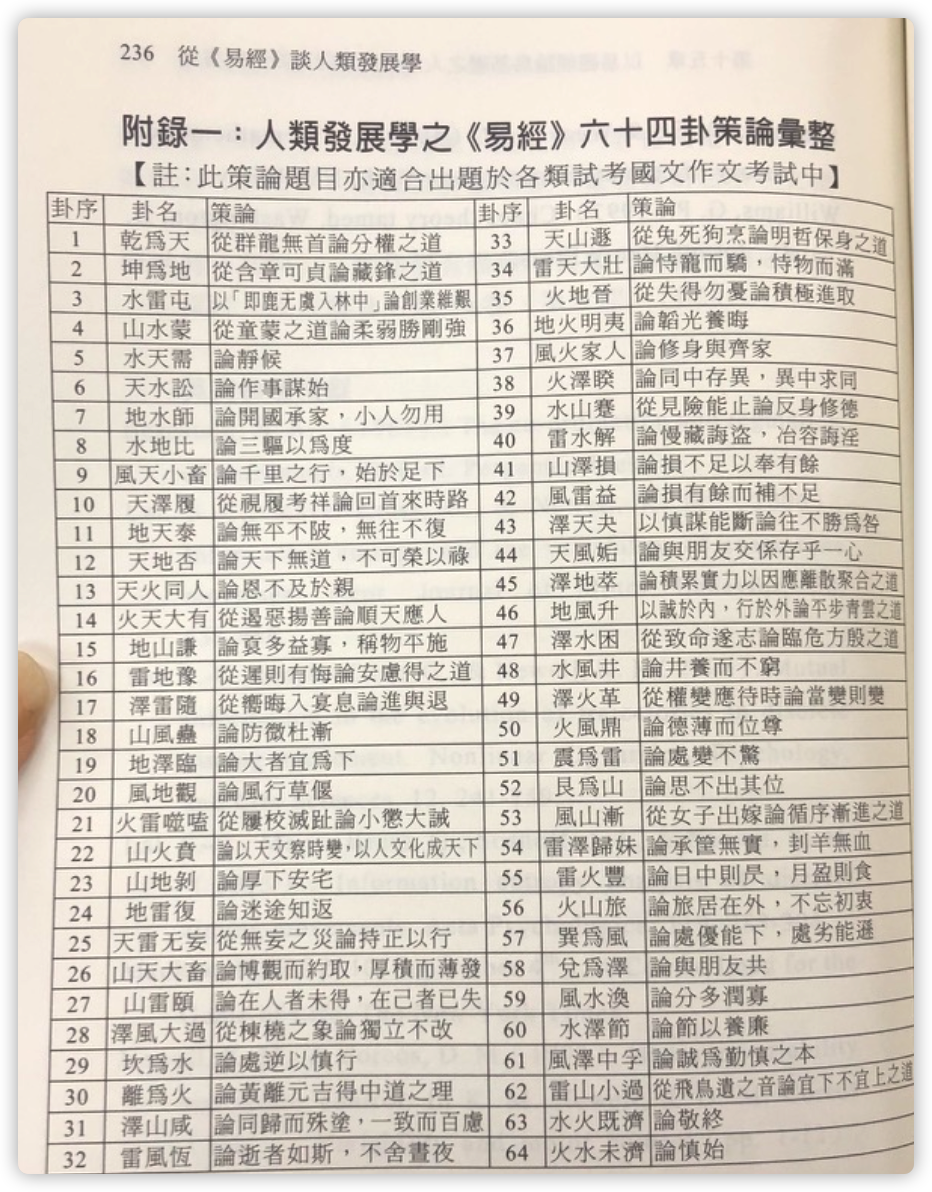 236 從《易經》談人類發展學
附錄一：人類發展學之《易經》六十四卦策論彙整
【註:此策論題目亦適合出題於各類試考國文作文考試中】
卦序 卦名 策論 卦序 卦名 策論
1 乾爲天 從群龍無首論分權之道 33 天山遯 從兔死狗烹論明哲保身之道
2 坤爲地 從含章可貞論藏鋒之道 34 雷天大壯 論恃寵而驕，恃物而滿
3 水雷屯 以「即鹿无虞入林中」論創業維艱 35 火地晉 從失得勿憂論積極進取
4 山水蒙 從童蒙之道論柔弱勝剛強 36 地火明夷 論韜光養晦
5 水天需 論靜候 37 風火家人 論修身與齊家
6 天水訟 論作事謀始 38 火澤睽 論同中存異，異中求同
7 地水師 論開國承家，小人勿用 39 水山蹇 從見險能止論反身修德
8 水地比 論三驅以爲度 40 雷水解 論慢藏誨盜，冶容誨淫
9 風天小畜 論千里之行，始於足下 41 山澤損 論損不足以奉有餘
10 天澤履 從視履考祥論回首來時路 42 風雷益 論損有餘而補不足
11 地天泰 論無平不陂，無往不復 43 澤天夬 以慎謀能斷論往不勝爲咎
12 天地否 論天下無道，不可榮以祿 44 天風姤 論與朋友交係存乎一心
13 天火同人 論恩不及於親 45 澤地萃 論積累實力以因應離散聚合之道
14 火天大有 從遏惡揚善論順天應人 46 地風升 以誠於內，行於外論平步青雲之道
15 地山謙 論裒多益寡，稱物平施 47 澤水困 從致命遂志論臨危方殷之道
16 雷地豫 從遲則有悔論安慮得之道 48 水風井 論井養而不窮
17 澤雷隨 從嚮晦入宴息論進與退 49 澤火革 從權變應待時論當變則變
18 山風蠱 論防微杜漸 50 火風鼎 論德薄而位尊
19 地澤臨 論大者宜爲下 51 震爲雷 論處變不驚
20 風地觀 論風行草偃 52 艮爲山 論思不出其位
21 火雷噬嗑 從屨校滅趾論小懲大誡 53 風山漸 從女子出嫁論循序漸進之道
22 山火賁 論以天文察時變，以人文化成天下 54 雷澤歸妹 論承筐無實，刲羊無血
23 山地剝 論厚下安宅 55 雷火豐 論日中則昃，月盈則食
24 地雷復 論迷途知返 56 火山旅 論旅居在外，不忘初衷
25 天雷无妄 從無妄之災論持正以行 57 巽爲風 論處優能下，處劣能遜
26 山天大畜 論博觀而約取，厚積而薄發 58 兌爲澤 論與朋友共
27 山雷頤 論在人者未得，在己者已失 59 風水渙 論分多潤寡
28 澤風大過 從棟橈之象論獨立不改 60 水澤節 論節以養廉
29 坎爲水 論處逆以慎行 61 風澤中孚 論誠爲勤慎之本
30 離爲火 論黃離元吉得中道之理 62 雷山小過 從飛鳥遺之音論宜下不宜上之道
31 澤山咸 論同歸而殊塗，一致而百慮 63 水火既濟 論敬終
32 雷風恆 論逝者如斯，不舍晝夜 64 火水未濟 論慎始